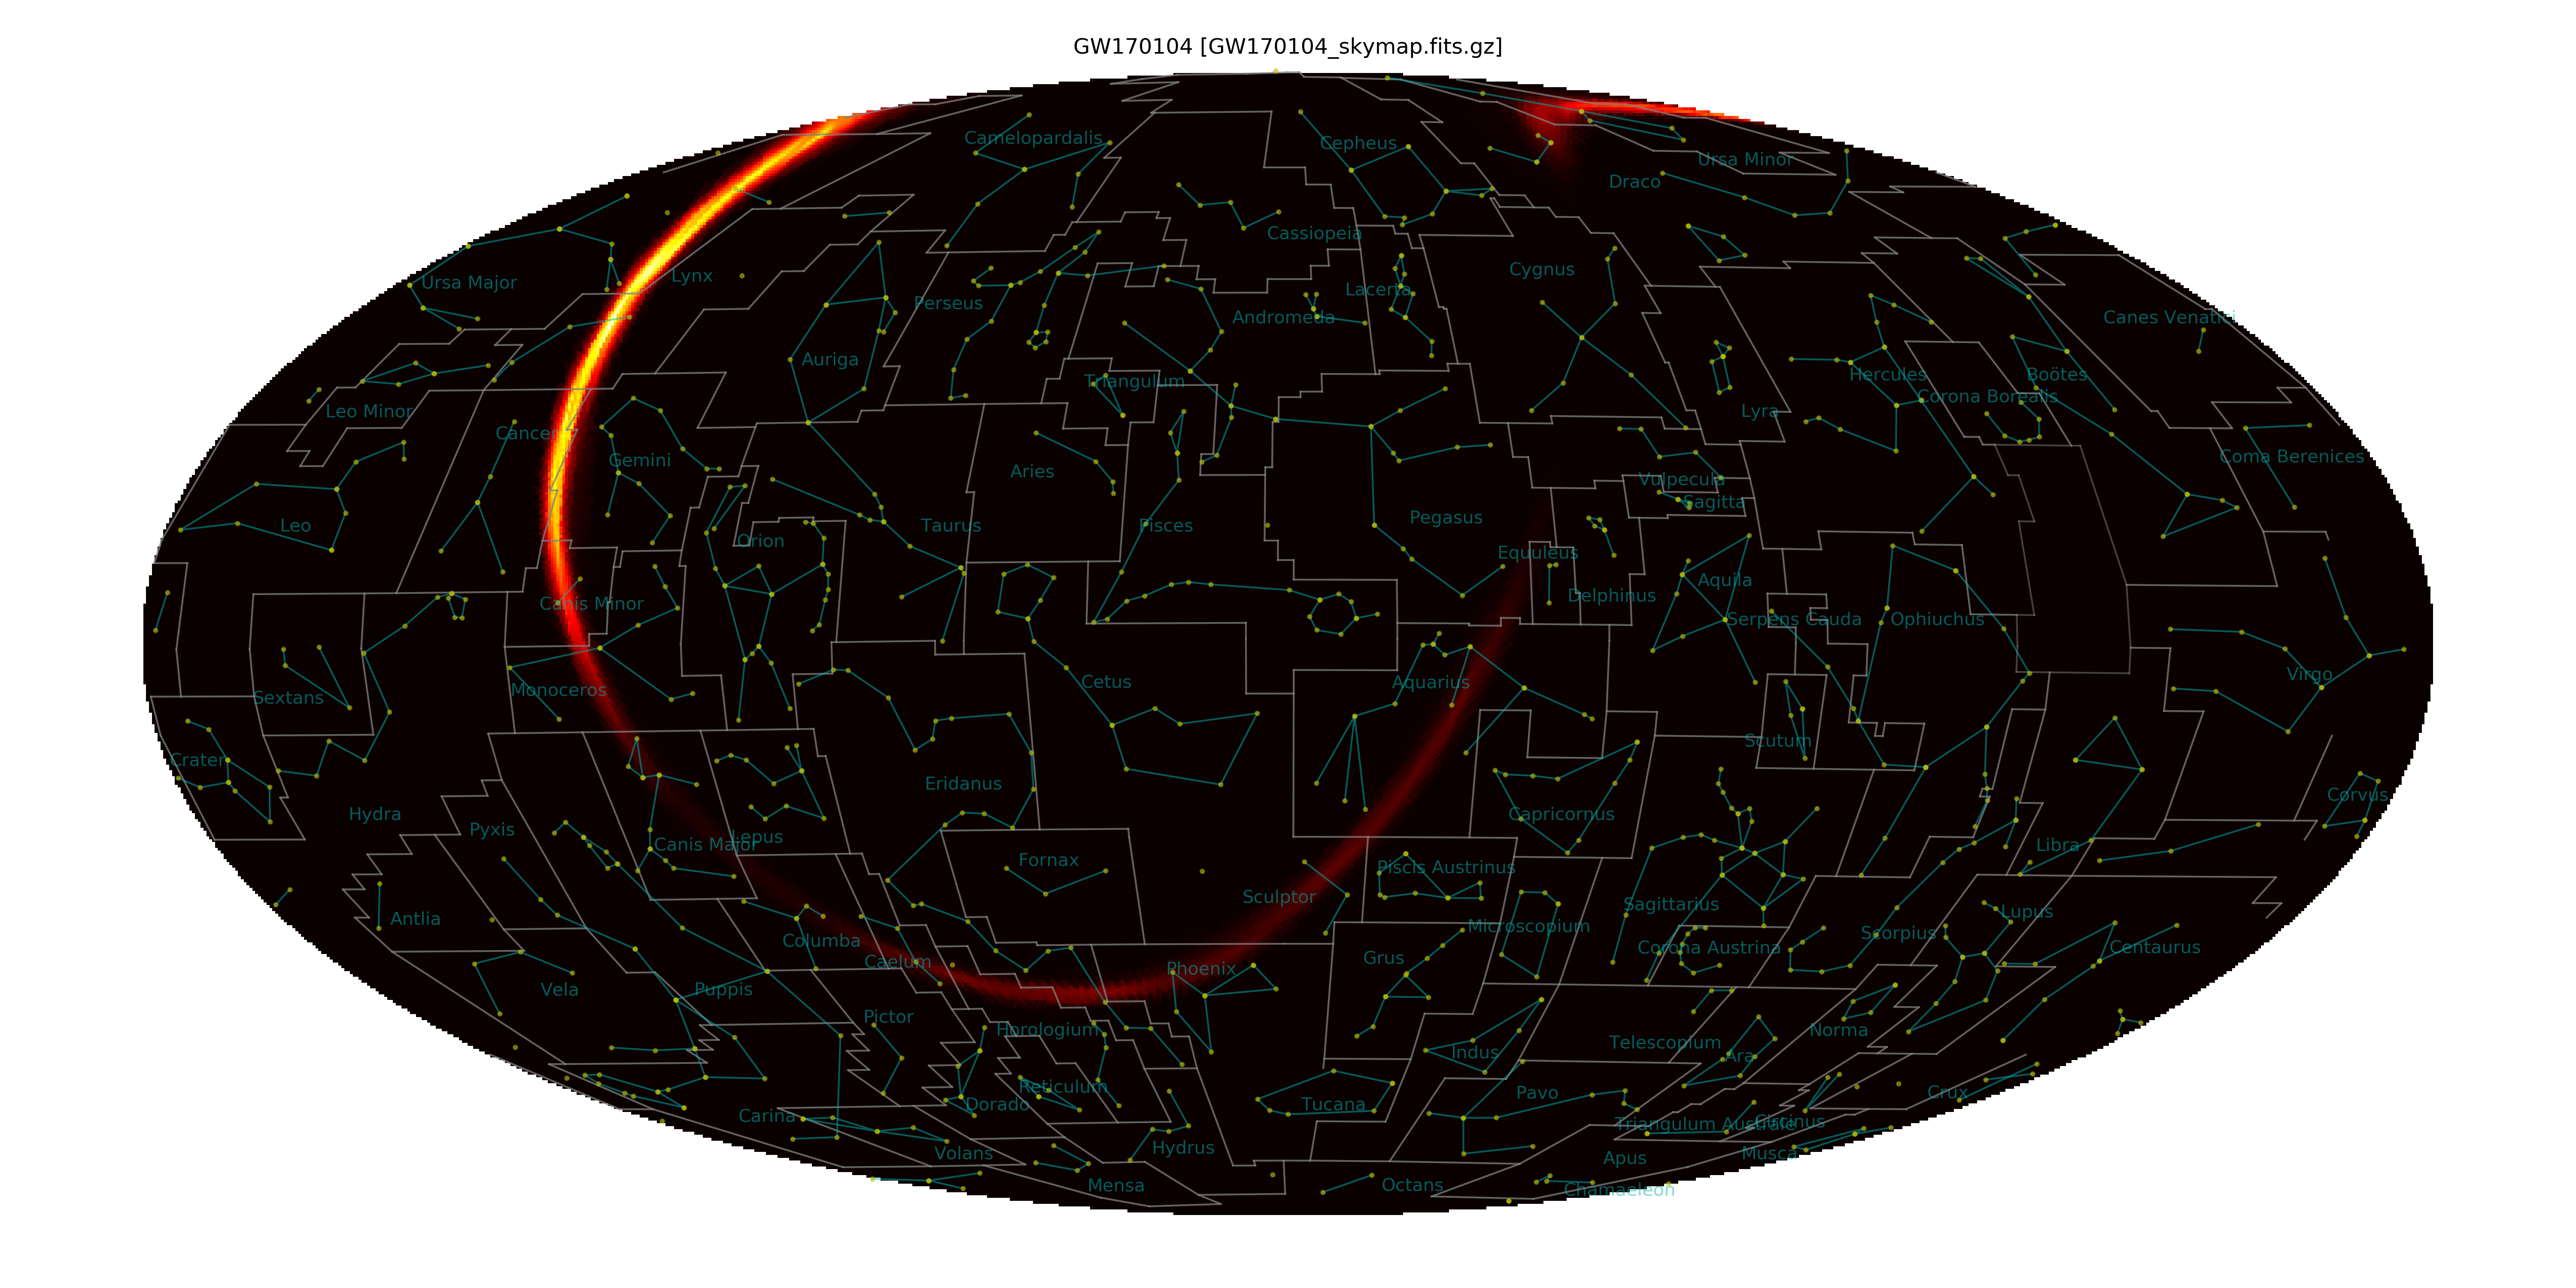 GW170104 [GW170104_skymap.fits.gz]
Camelopardalis
Cepheus
Ursa Minor
Draco
Cassiopeia
Cygnus
Lynx
Ursa Major
Lacerta
Perseus
Andromeda
Canes Venatici
Auriga
Hercules
Boötes
Triangulum
Corona Borealis
Leo Minor
Lyra
Cancer
Coma Berenices
Gemini
Aries
Vulpecula
Sagitta
Pegasus
Leo
Taurus
Pisces
Orion
Equuleus
Aquila
Delphinus
Canis Minor
Serpens Cauda
Ophiuchus
Virgo
Cetus
Aquarius
Monoceros
Sextans
Scutum
Crater
Eridanus
Corvus
Hydra
Capricornus
Pyxis
Lepus
Canis Major
Libra
Fornax
Piscis Austrinus
Sculptor
Sagittarius
Lupus
Antlia
Microscopium
Scorpius
Columba
Corona Austrina
Centaurus
Grus
Caelum
Phoenix
Vela
Puppis
Pictor
Horologium
Norma
Telescopium
Indus
Ara
Reticulum
Pavo
Crux
Dorado
Tucana
Carina
Triangulum Australe
Circinus
Hydrus
Volans
Musca
Apus
Mensa
Octans
Chamaeleon